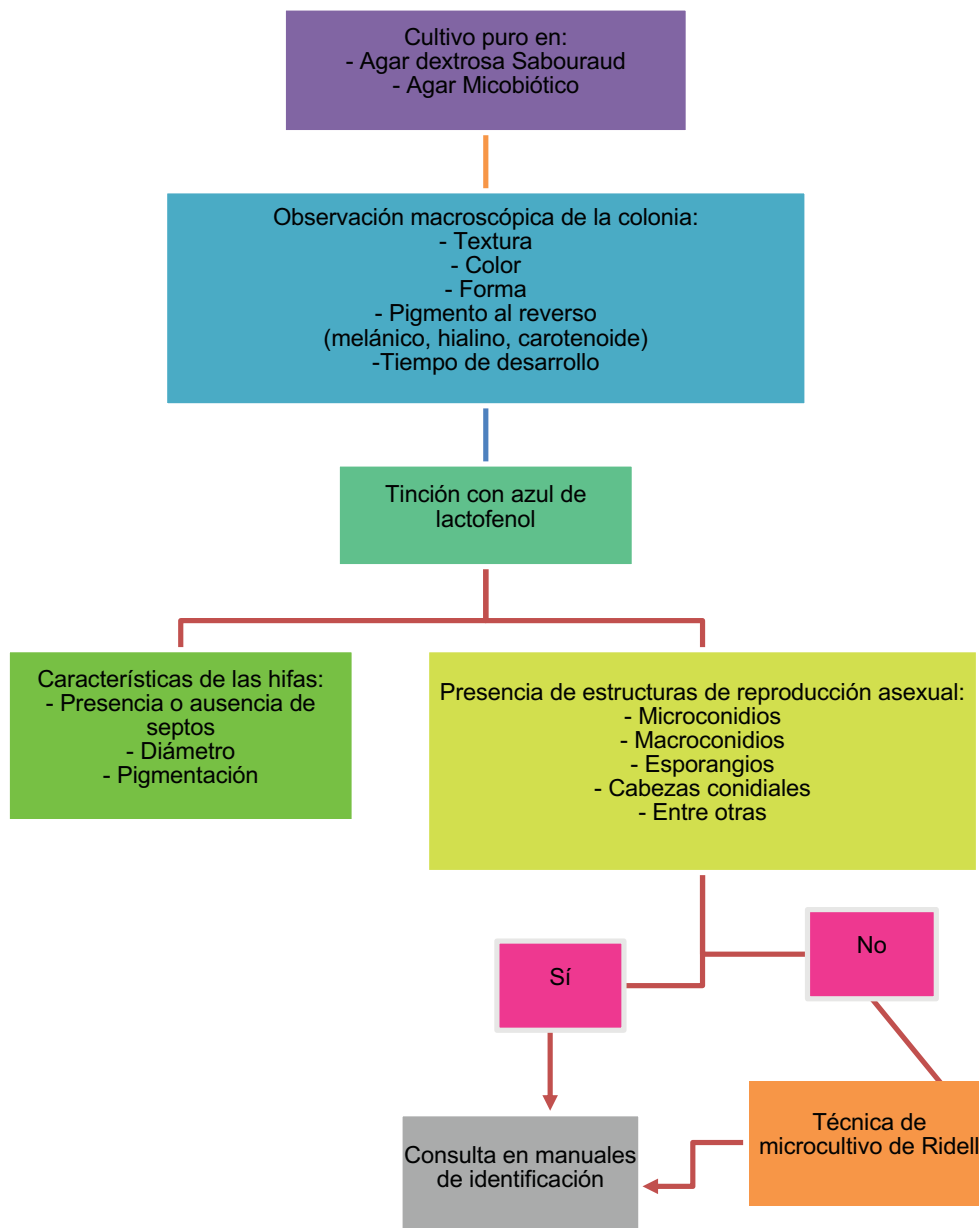 Cultivo puro en:
- Agar dextrosa Sabouraud
- Agar Micobiótico
Observación macroscópica de la colonia:
- Textura
- Color
- Forma
- Pigmento al reverso
(melánico, hialino, carotenoide)
-Tiempo de desarrollo
Tinción con azul de
lactofenol
Características de las hifas:
- Presencia o ausencia de
septos
- Diámetro
- Pigmentación
Presencia de estructuras de reproducción asexual:
- Microconidios
- Macroconidios
- Esporangios
- Cabezas conidiales
- Entre otras
Sí
No
Técnica de
microcultivo de Ridell
Consulta en manuales
de identificación